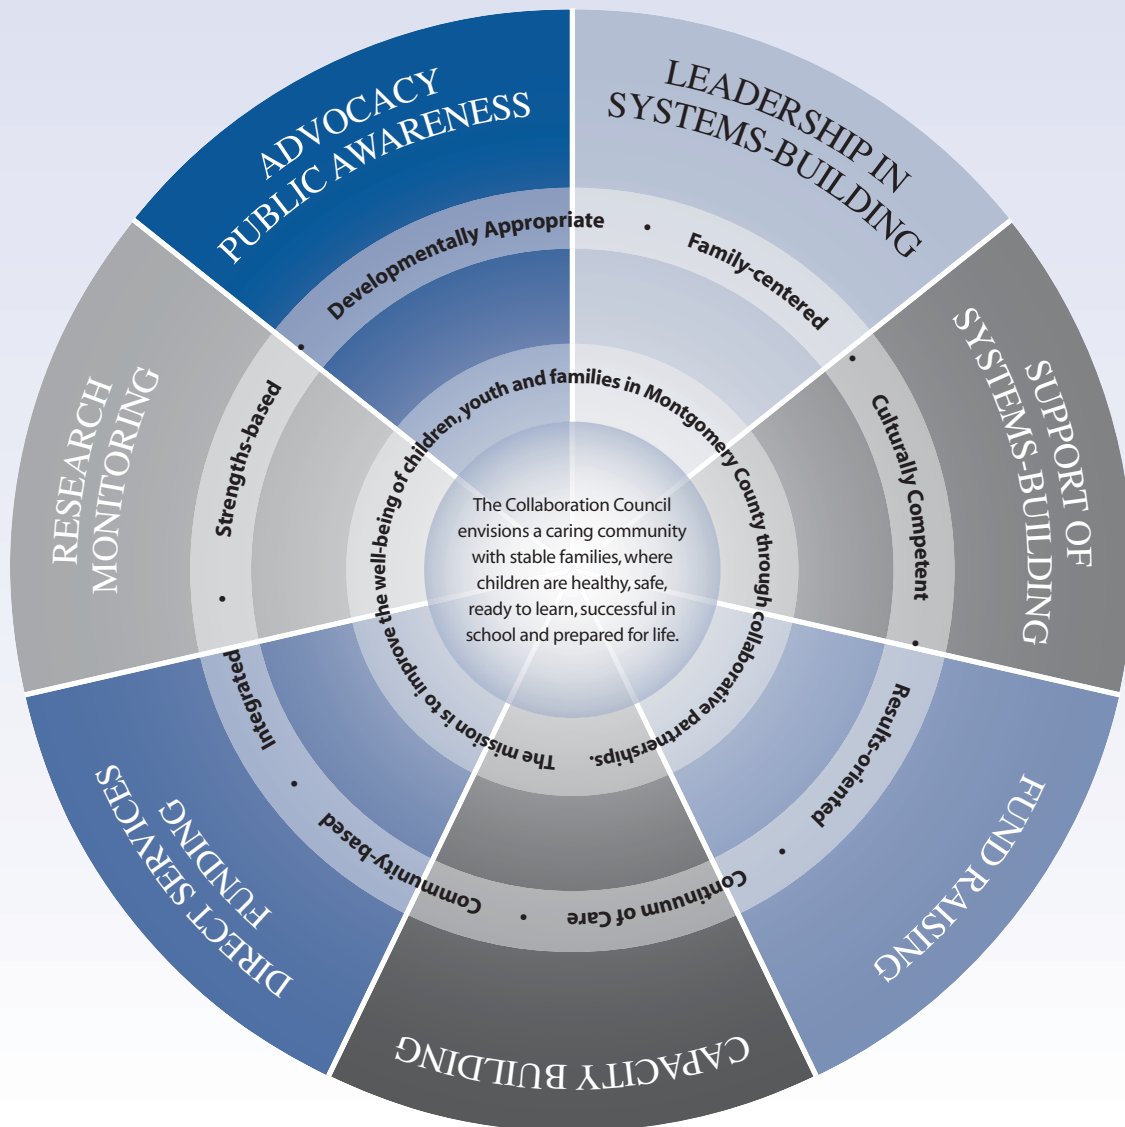 ADVOCACY
PUBLIC AWARENESS
LEADERSHIP IN
SYSTEMS-BUILDING
SUPPORT OF
SYSTEMS-BUILDING
FUND RAISING
CAPACITY BUILDING
DIRECT SERVICES
FUNDING
RESEARCH
MONITORING
Developmentally Appropriate • Family-centered • Culturally Competent • Results-oriented • Continuum of Care • Community-based • Integrated • Strengths-based •
The mission is to improve the well-being of children, youth and families in Montgomery County through collaborative partnerships.
The Collaboration Council
envisions a caring community
with stable families, where
children are healthy, safe,
ready to learn, successful in
school and prepared for life.